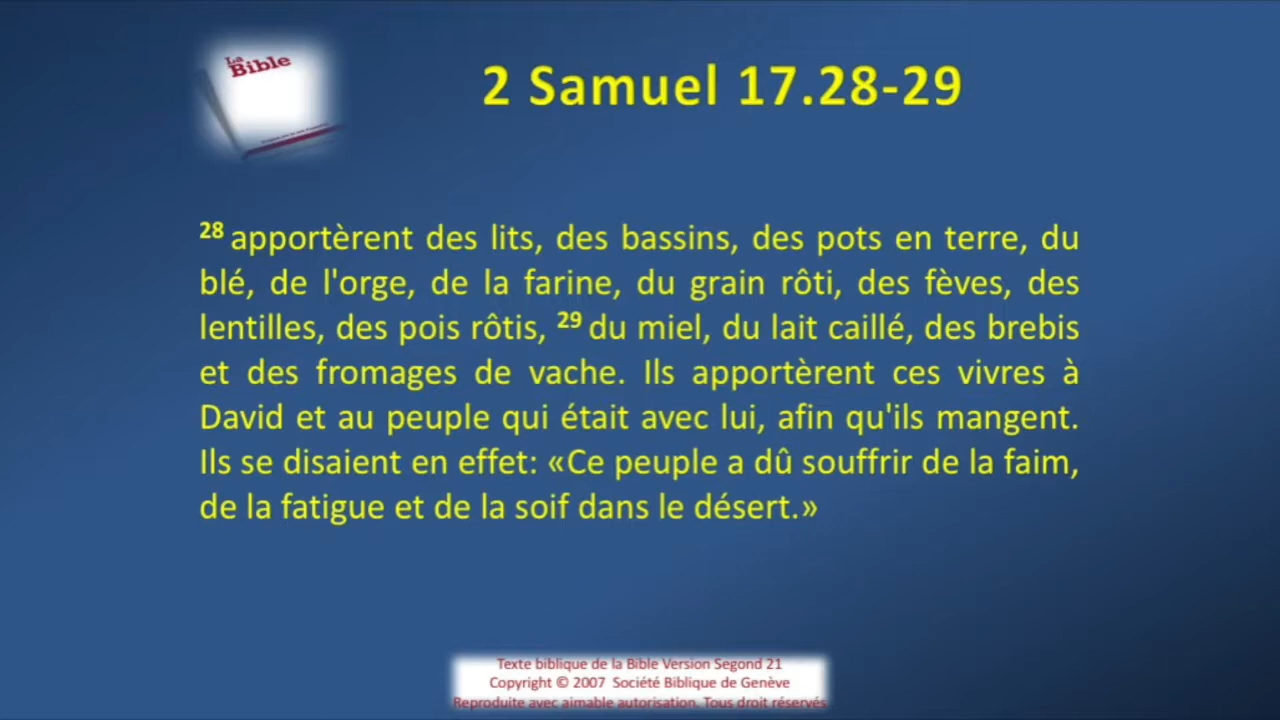 La
Bible
2 Samuel 17.28-29
28 apportèrent des lits, des bassins, des pots en terre, du
blé, de l'orge, de la farine, du grain rôti, des fèves, des
lentilles, des pois rôtis, 29 du miel, du lait caillé, des brebis
et des fromages de vache. Ils apportèrent ces vivres à
David et au peuple qui était avec lui, afin qu'ils mangent.
Ils se disaient en effet: «Ce peuple a dû souffrir de la faim,
de la fatigue et de la soif dans le désert.»
Texte biblique de la Bible Version Segond 21
Copyright © 2007 Société Biblique de Genève
Reproduite avec aimable autorisation. Tous droit réservés